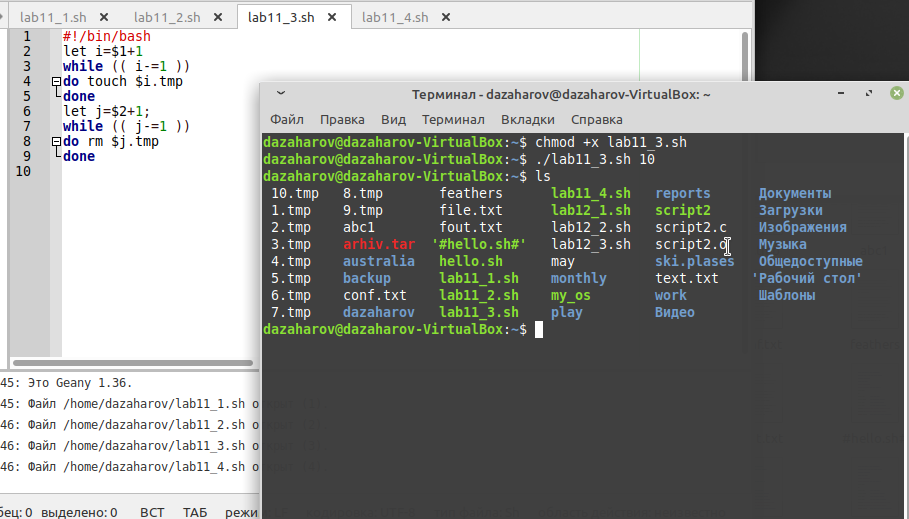 lab11_1.sh lab11_2.sh lab11_3.sh lab11_4.sh
1 #!/bin/bash
2 let i=$1+1
3 while (( i-=1 ))
4 do touch $i.tmp
5 done
6 let j=$2+1;
7 while (( j-=1 ))
8 do rm $j.tmp
9 done
10
Терминал - dazaharov@dazaharov-VirtualBox: ~
Файл Правка Вид Терминал Вкладки Справка
dazaharov@dazaharov-VirtualBox:~$ chmod +x lab11_3.sh
dazaharov@dazaharov-VirtualBox:~$ ./lab11_3.sh 10
dazaharov@dazaharov-VirtualBox:~$ ls
10.tmp 8.tmp feathers lab11_4.sh reports Документы
1.tmp 9.tmp file.txt lab12_1.sh script2 Загрузки
2.tmp abc1 fout.txt lab12_2.sh script2.c Изображения
3.tmp arhiv.tar '#hello.sh#' lab12_3.sh script2.o Музыка
4.tmp australia hello.sh may ski.plases Общедоступные
5.tmp backup lab11_1.sh monthly text.txt 'Рабочий стол'
6.tmp conf.txt lab11_2.sh my_os work Шаблоны
7.tmp dazaharov lab11_3.sh play Видео
dazaharov@dazaharov-VirtualBox:~$
45: Это Geany 1.36.
45: Файл /home/dazaharov/lab11_1.sh
46: Файл /home/dazaharov/lab11_2.sh
46: Файл /home/dazaharov/lab11_3.sh
46: Файл /home/dazaharov/lab11_4.sh
бец: 0 выделено: 0 ВСТ ТАБ режи